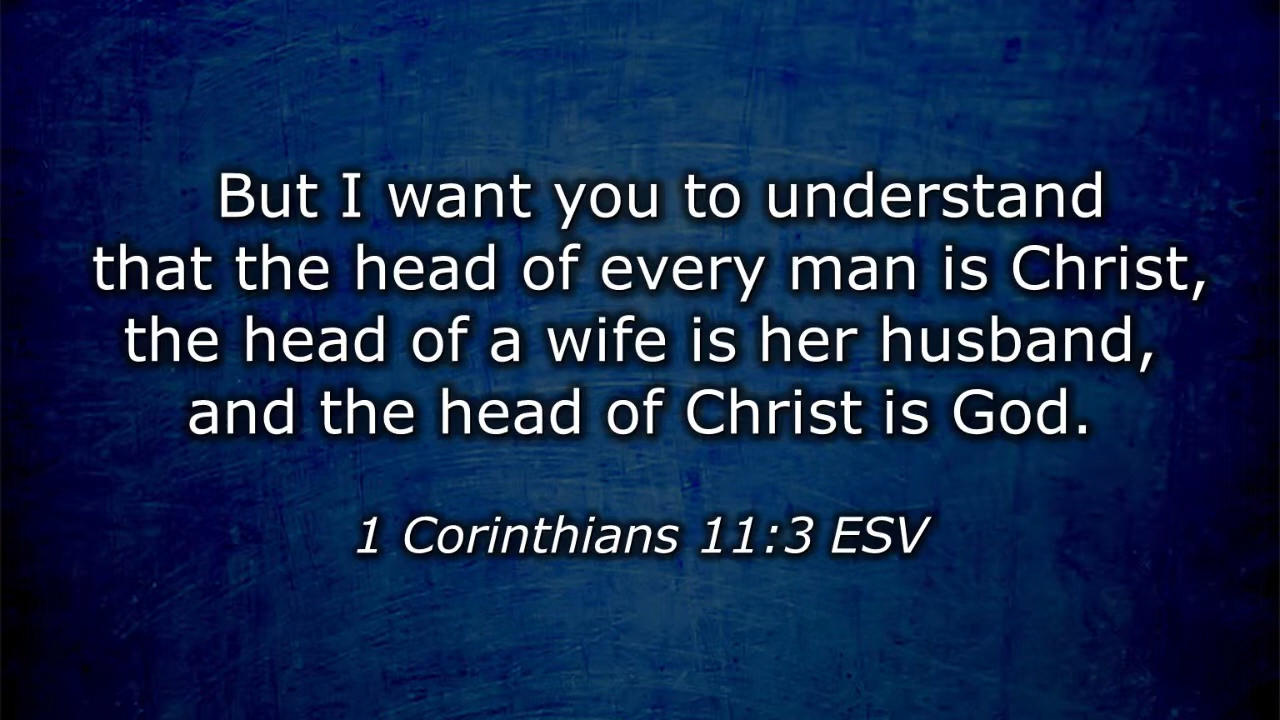 But I want you to understand
that the head of every man is Christ,
the head of a wife is her husband,
and the head of Christ is God.
1 Corinthians 11:3 ESV